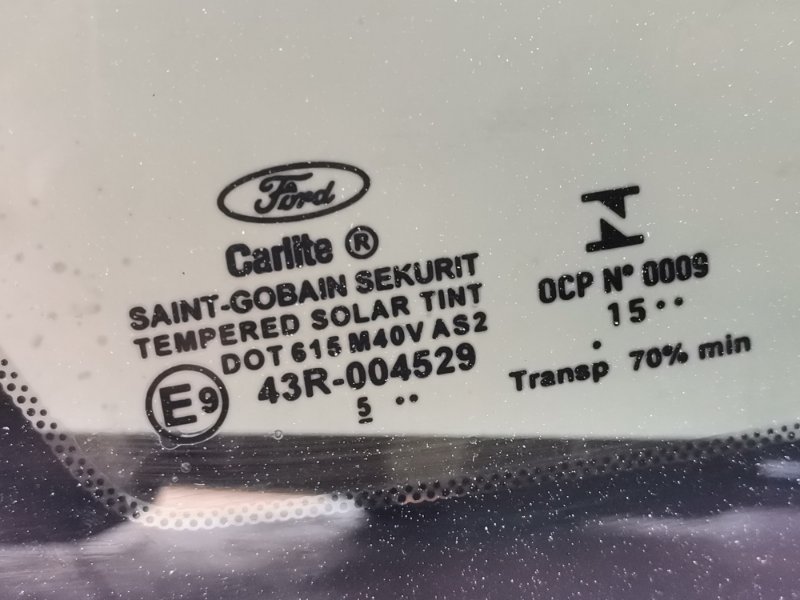 Ford
Carlite ®
SAINT-GOBAIN SEKURIT
TEMPERED SOLAR TINT
DOT 615 M40V AS2
E9 43R-004529
5 ••
OCP Nº 0009
• 15 ••
Transp 70% min